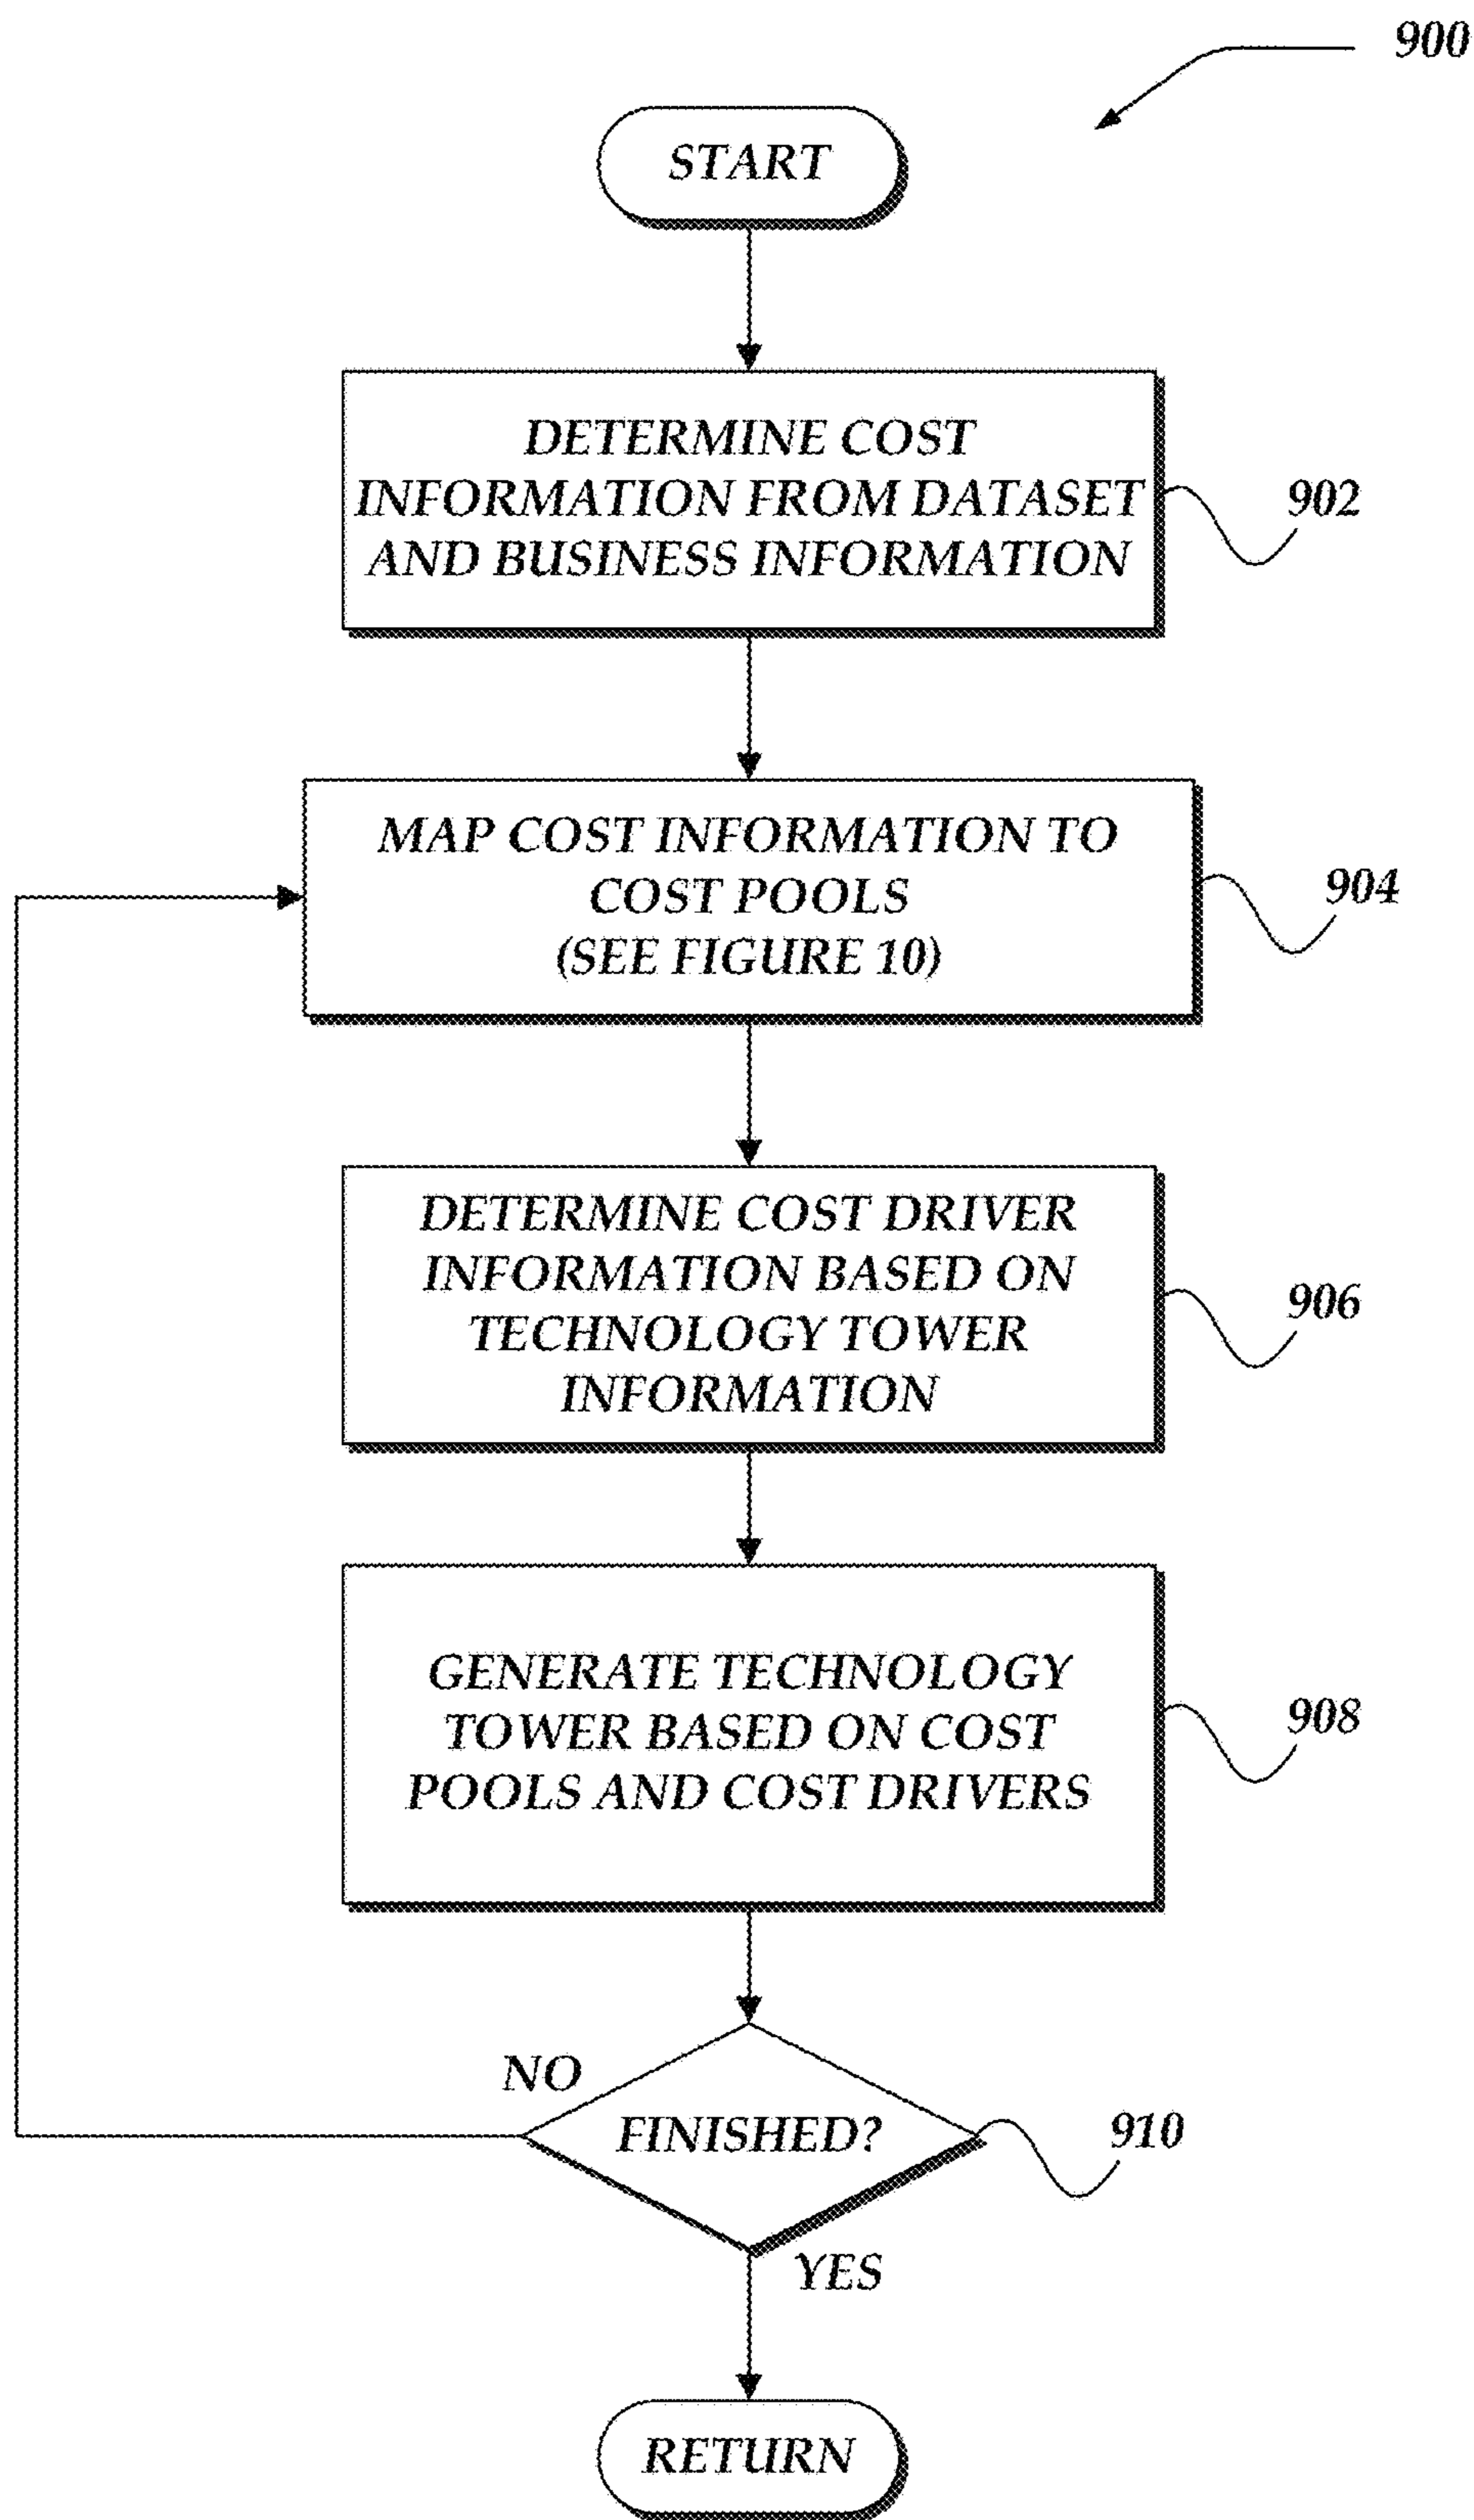 900
START
DETERMINE COST
INFORMATION FROM DATASET
AND BUSINESS INFORMATION
902
MAP COST INFORMATION TO
COST POOLS
(SEE FIGURE 10)
904
DETERMINE COST DRIVER
INFORMATION BASED ON
TECHNOLOGY TOWER
INFORMATION
906
GENERATE TECHNOLOGY
TOWER BASED ON COST
POOLS AND COST DRIVERS
908
NO
FINISHED?
910
YES
RETURN